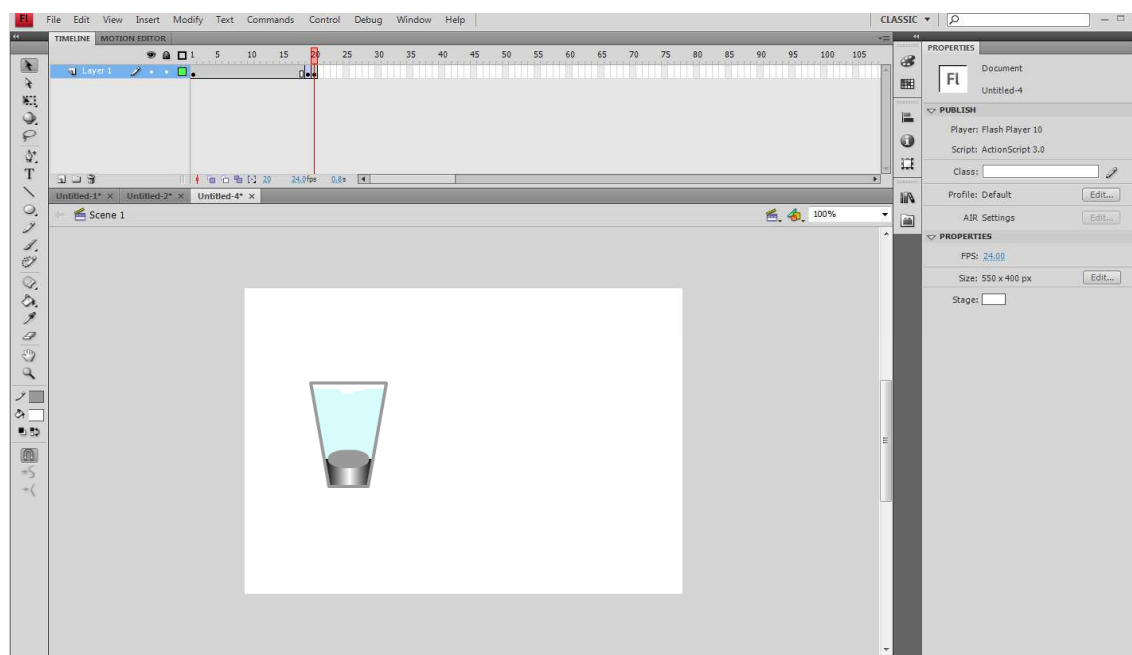 FL File Edit View Insert Modify Text Commands Control Debug Window Help CLASSIC
TIMELINE MOTION EDITOR
1 5 10 15 20 25 30 35 40 45 50 55 60 65 70 75 80 85 90 95 100 105
Layer 1
20 24.0fps 0.8s
Untitled-1* × Untitled-2* × Untitled-4* ×
Scene 1 100%
T
PROPERTIES
Fl
Document
Untitled-4
PUBLISH
Player: Flash Player 10
Script: ActionScript 3.0
Class:
Profile: Default Edit...
AIR Settings Edit...
PROPERTIES
FPS: 24.00
Size: 550 x 400 px Edit...
Stage: